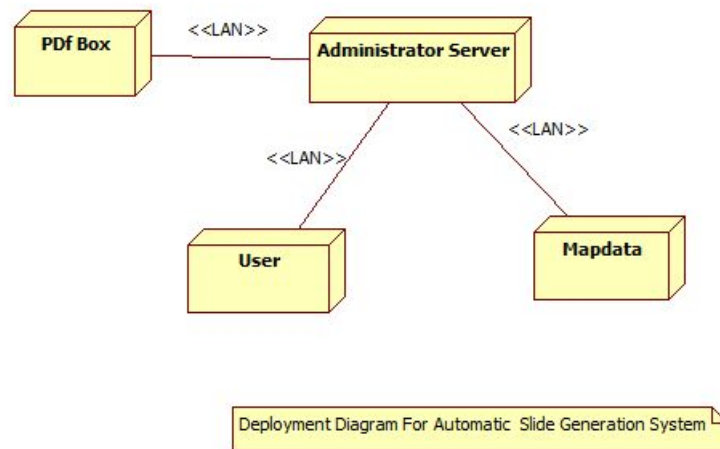 <<LAN>>
PDf Box
Administrator Server
<<LAN>>
<<LAN>>
User
Mapdata
Deployment Diagram For Automatic Slide Generation System